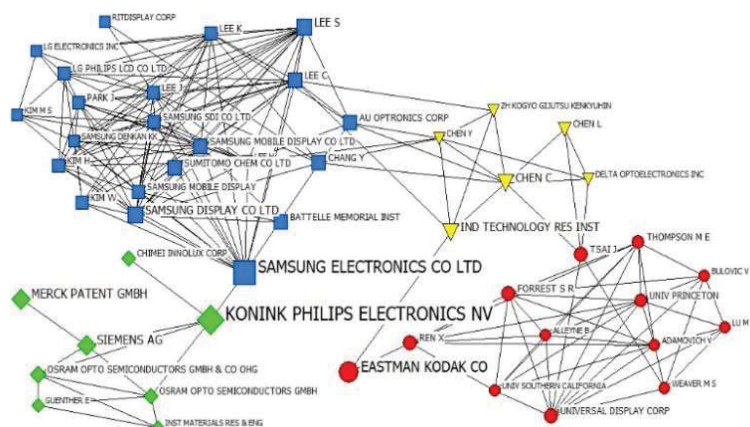 RITDISPLAY CORP
LEE K
LEE S
LG ELECTRONICS INC
LG PHILIPS LCD CO LTD
LEE C
LEE J
PARK J
KIM M S
SAMSUNG SDI CO LTD
AU OPTRONICS CORP
ZH KOGYO GIJUTSU KENKYUHIN
CHEN L
SAMSUNG DENKAN KK
SAMSUNG MOBILE DISPLAY CO LTD
CHEN Y
KIM H
SUMITOMO CHEM CO LTD
CHANG Y
CHEN C
DELTA OPTOELECTRONICS INC
SAMSUNG MOBILE DISPLAY
KIM W
SAMSUNG DISPLAY CO LTD
BATTELLE MEMORIAL INST
IND TECHNOLOGY RES INST
CHIMEI INNOLUX CORP
SAMSUNG ELECTRONICS CO LTD
TSAI J
THOMPSON M E
BULOVIC V
MERCK PATENT GMBH
KONINK PHILIPS ELECTRONICS NV
FORREST S R
UNIV PRINCETON
LU M
ALLEYNE B
ADAMOVICH V
SIEMENS AG
REN X
EASTMAN KODAK CO
OSRAM OPTO SEMICONDUCTORS GMBH & CO OHG
OSRAM OPTO SEMICONDUCTORS GMBH
GUENTHER E
UNIV SOUTHERN CALIFORNIA
WEAVER M S
UNIVERSAL DISPLAY CORP
INST MATERIALS RES & ENG